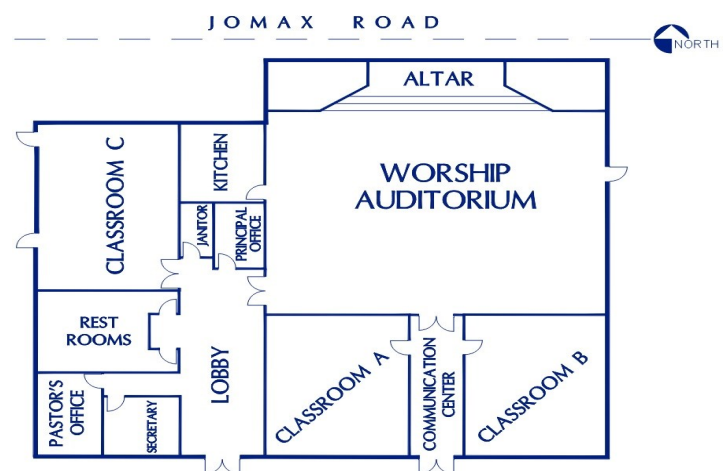 JOMAX ROAD
NORTH
ALTAR
WORSHIP
AUDITORIUM
CLASSROOM C
KITCHEN
JANITOR
PRINCIPAL
OFFICE
REST
ROOMS
LOBBY
PASTOR'S
OFFICE
SECRETARY
CLASSROOM A
COMMUNICATION
CENTER
CLASSROOM B